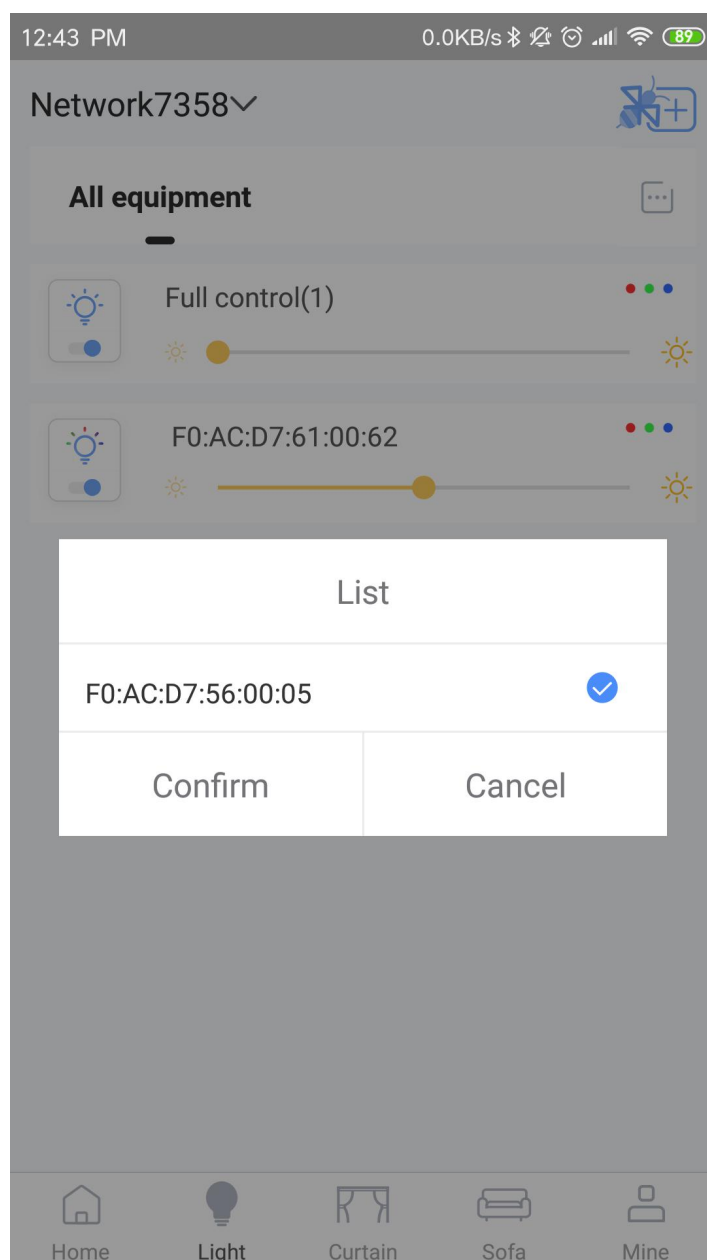 12:43 PM 0.0KB/s 89
Network7358
All equipment
Full control(1)
F0:AC:D7:61:00:62
List
F0:AC:D7:56:00:05
Confirm Cancel
Home Light Curtain Sofa Mine